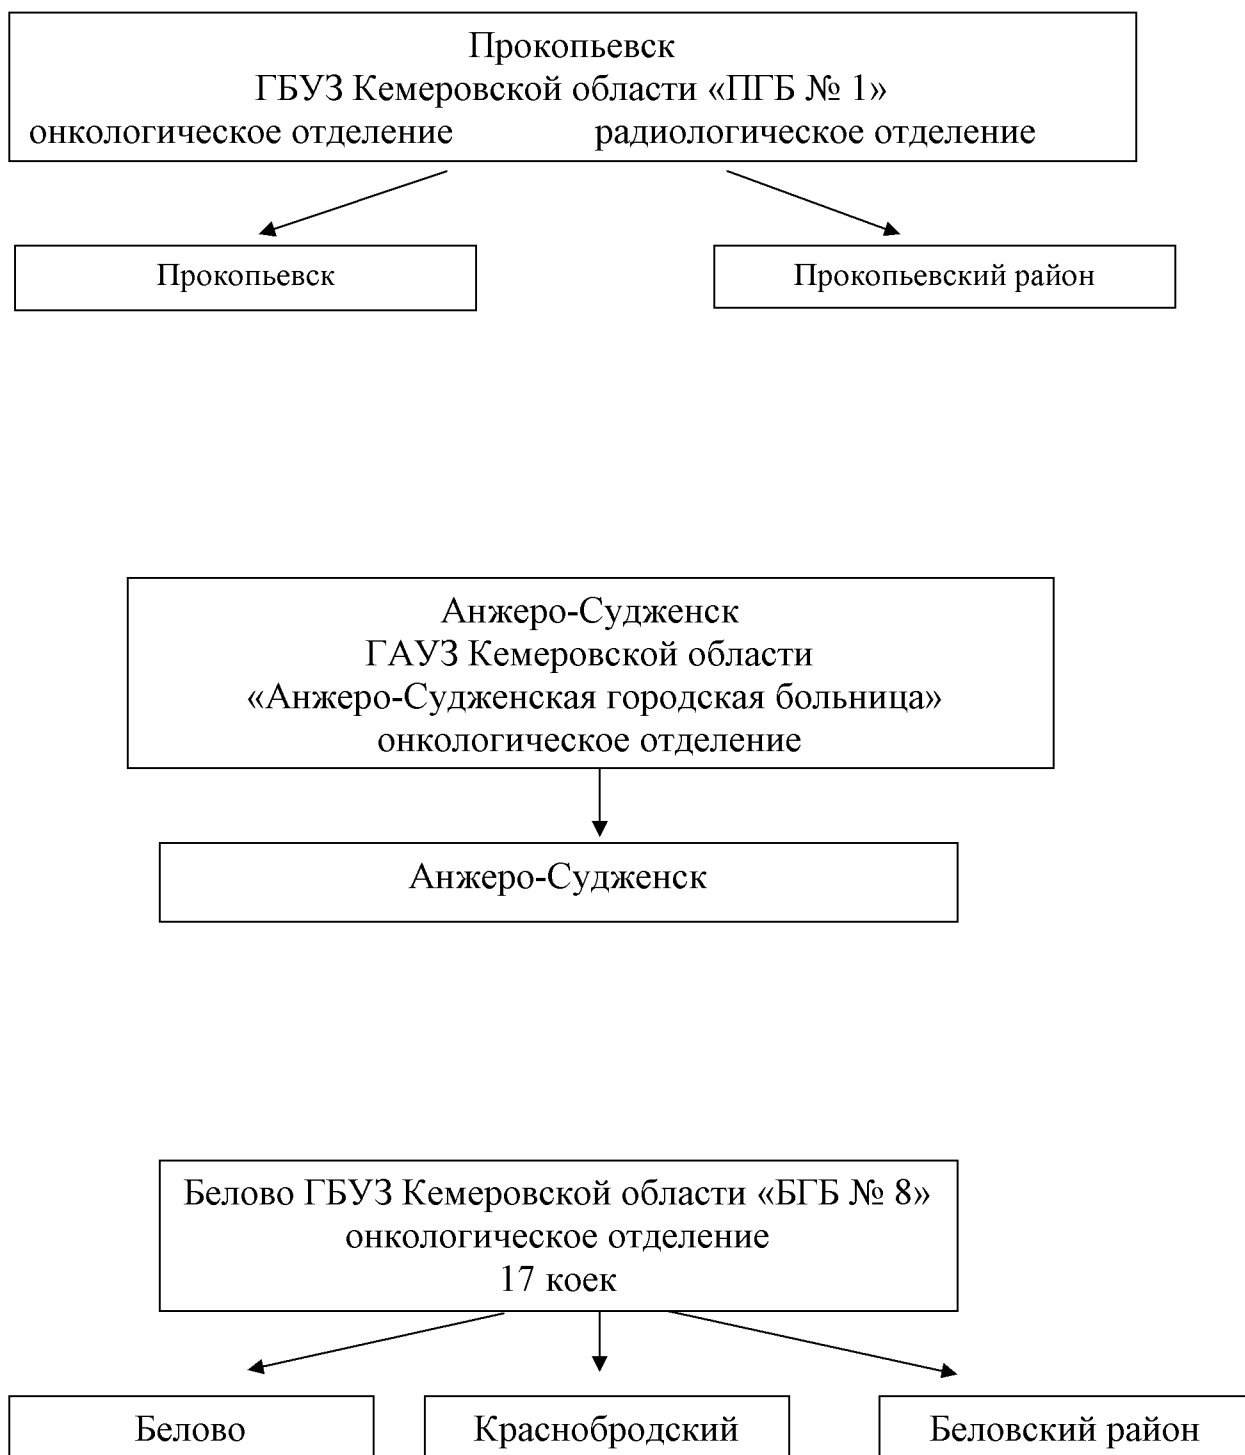 Прокопьевск
ГБУЗ Кемеровской области «ПГБ № 1»
онкологическое отделение радиологическое отделение
Прокопьевск
Прокопьевский район
Анжеро-Судженск
ГАУЗ Кемеровской области
«Анжеро-Судженская городская больница»
онкологическое отделение
Анжеро-Судженск
Белово ГБУЗ Кемеровской области «БГБ № 8»
онкологическое отделение
17 коек
Белово
Краснобродский
Беловский район